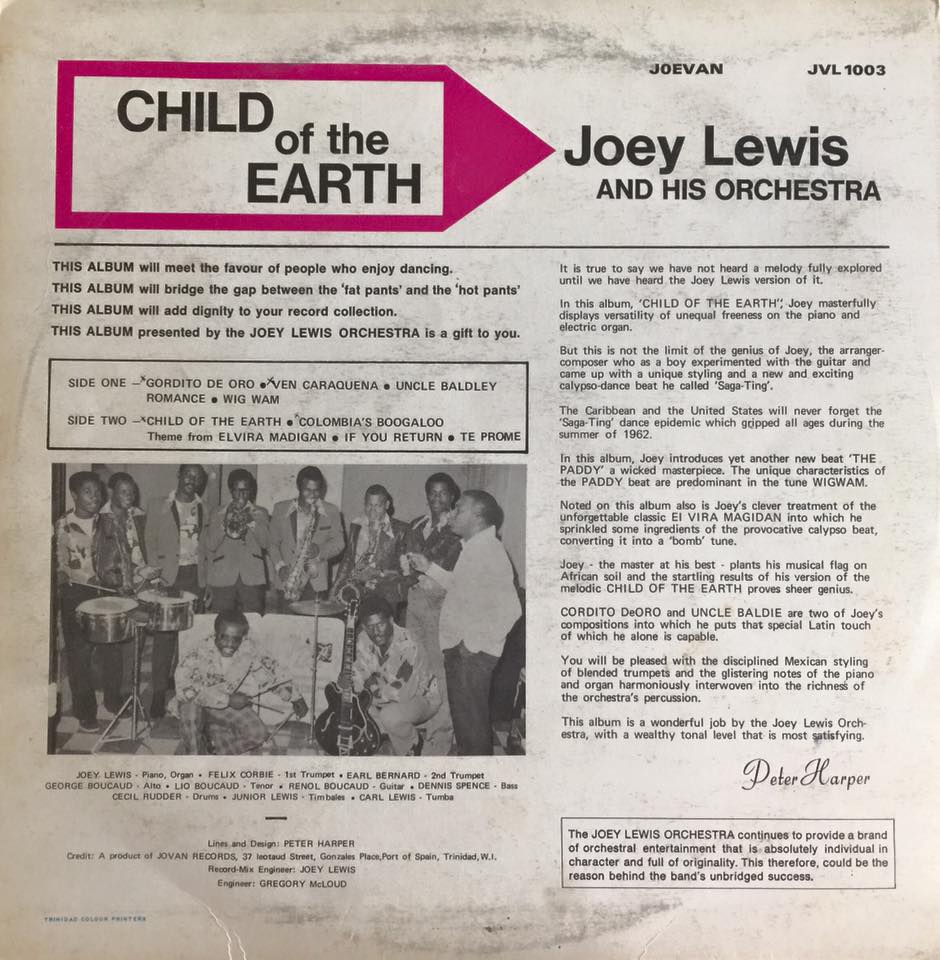 JOEVAN JVL 1003
CHILD
of the
EARTH
Joey Lewis
AND HIS ORCHESTRA
THIS ALBUM will meet the favour of people who enjoy dancing.
THIS ALBUM will bridge the gap between the 'fat pants' and the 'hot pants'
THIS ALBUM will add dignity to your record collection.
THIS ALBUM presented by the JOEY LEWIS ORCHESTRA is a gift to you.
SIDE ONE – GORDITO DE ORO • VEN CARAQUENA • UNCLE BALDLEY
ROMANCE • WIG WAM
SIDE TWO – CHILD OF THE EARTH • COLOMBIA'S BOOGALOO
Theme from ELVIRA MADIGAN • IF YOU RETURN • TE PROME
JOEY LEWIS - Piano, Organ • FELIX CORBIE - 1st Trumpet • EARL BERNARD - 2nd Trumpet
GEORGE BOUCAUD - Alto • LIO BOUCAUD - Tenor • RENOL BOUCAUD - Guitar • DENNIS SPENCE - Bass
CECIL RUDDER - Drums • JUNIOR LEWIS - Timbales • CARL LEWIS - Tumba
Lines and Design: PETER HARPER
Credit: A product of JOVAN RECORDS, 37 leotaud Street, Gonzales Place,Port of Spain, Trinidad,W.I.
Record-Mix Engineer: JOEY LEWIS
Engineer: GREGORY McLOUD
TRINIDAD COLOUR PRINTERS
It is true to say we have not heard a melody fully explored
until we have heard the Joey Lewis version of it.
In this album, 'CHILD OF THE EARTH'; Joey masterfully
displays versatility of unequal freeness on the piano and
electric organ.
But this is not the limit of the genius of Joey, the arranger-
composer who as a boy experimented with the guitar and
came up with a unique styling and a new and exciting
calypso-dance beat he called 'Saga-Ting'.
The Caribbean and the United States will never forget the
'Saga-Ting' dance epidemic which gripped all ages during the
summer of 1962.
In this album, Joey introduces yet another new beat 'THE
PADDY' a wicked masterpiece. The unique characteristics of
the PADDY beat are predominant in the tune WIGWAM.
Noted on this album also is Joey's clever treatment of the
unforgettable classic El VIRA MAGIDAN into which he
sprinkled some ingredients of the provocative calypso beat,
converting it into a 'bomb' tune.
Joey - the master at his best - plants his musical flag on
African soil and the startling results of his version of the
melodic CHILD OF THE EARTH proves sheer genius.
CORDITO DeORO and UNCLE BALDIE are two of Joey's
compositions into which he puts that special Latin touch
of which he alone is capable.
You will be pleased with the disciplined Mexican styling
of blended trumpets and the glistering notes of the piano
and organ harmoniously interwoven into the richness of
the orchestra's percussion.
This album is a wonderful job by the Joey Lewis Orch-
estra, with a wealthy tonal level that is most satisfying.
Peter Harper
The JOEY LEWIS ORCHESTRA continues to provide a brand
of orchestral entertainment that is absolutely individual in
character and full of originality. This therefore, could be the
reason behind the band's unbridged success.